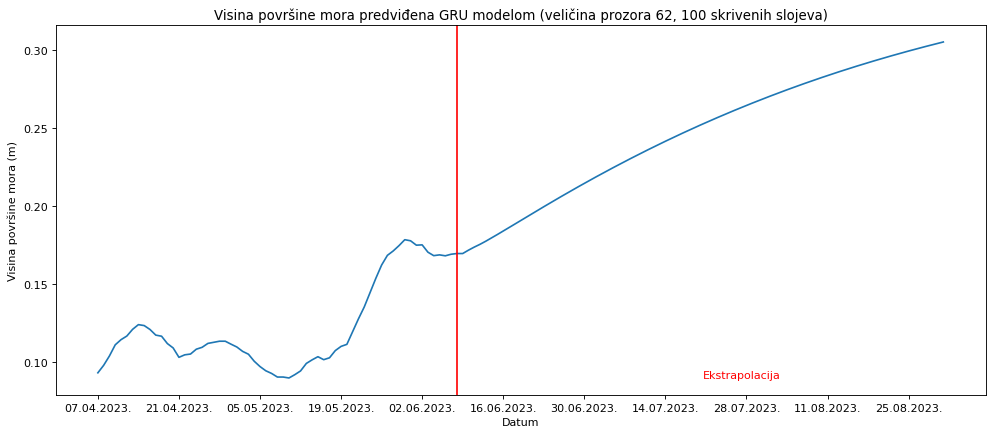 Visina površine mora predviđena GRU modelom (veličina prozora 62, 100 skrivenih slojeva)
Visina površine mora (m)
0.30
0.25
0.20
0.15
0.10
Ekstrapolacija
07.04.2023. 21.04.2023. 05.05.2023. 19.05.2023. 02.06.2023. 16.06.2023. 30.06.2023. 14.07.2023. 28.07.2023. 11.08.2023. 25.08.2023.
Datum